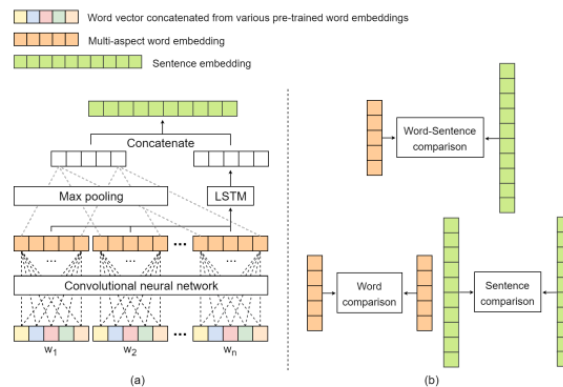 Word vector concatenated from various pre-trained word embeddings
Multi-aspect word embedding
Sentence embedding
Concatenate
Max pooling
LSTM
...
... ... ...
Convolutional neural network
...
w1 w2 wn
(a)
Word-Sentence
comparison
Word
comparison
Sentence
comparison
(b)